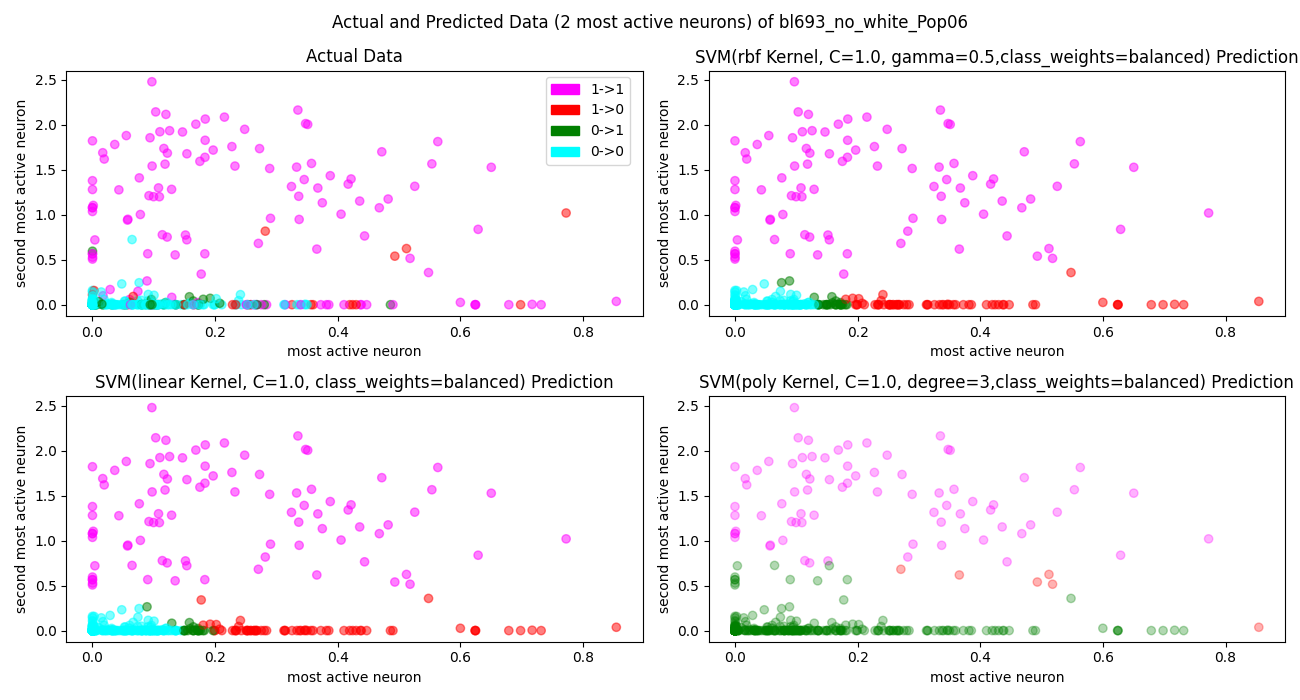 Actual and Predicted Data (2 most active neurons) of bl693_no_white_Pop06
Actual Data
2.5
2.0
1.5
1.0
0.5
0.0
second most active neuron
0.0 0.2 0.4 0.6 0.8
most active neuron
1->1
1->0
0->1
0->0
SVM(rbf Kernel, C=1.0, gamma=0.5,class_weights=balanced) Prediction
2.5
2.0
1.5
1.0
0.5
0.0
second most active neuron
0.0 0.2 0.4 0.6 0.8
most active neuron
SVM(linear Kernel, C=1.0, class_weights=balanced) Prediction
2.5
2.0
1.5
1.0
0.5
0.0
second most active neuron
0.0 0.2 0.4 0.6 0.8
most active neuron
SVM(poly Kernel, C=1.0, degree=3,class_weights=balanced) Prediction
2.5
2.0
1.5
1.0
0.5
0.0
second most active neuron
0.0 0.2 0.4 0.6 0.8
most active neuron